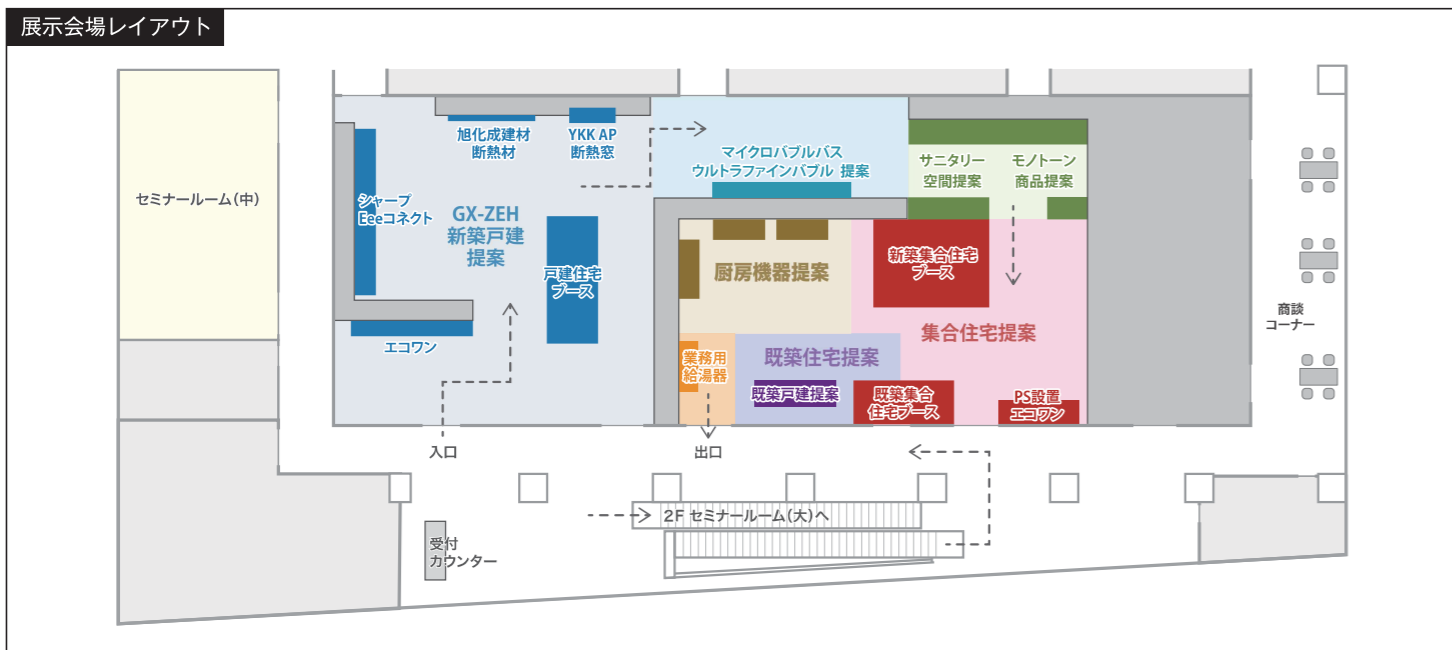 展示会場レイアウト
セミナールーム(中)
旭化成建材
断熱材
YKK AP
断熱窓
シャープ
Eeeコネクト
GX-ZEH
新築戸建
提案
戸建住宅
ブース
エコワン
マイクロバブルバス
ウルトラファインバブル 提案
サニタリー
空間提案
モノトーン
商品提案
厨房機器提案
新築集合住宅
ブース
集合住宅提案
業務用
給湯器
既築住宅提案
既築戸建提案
既築集合
住宅ブース
PS設置
エコワン
商談
コーナー
入口
出口
2F セミナールーム(大)へ
受付
カウンター